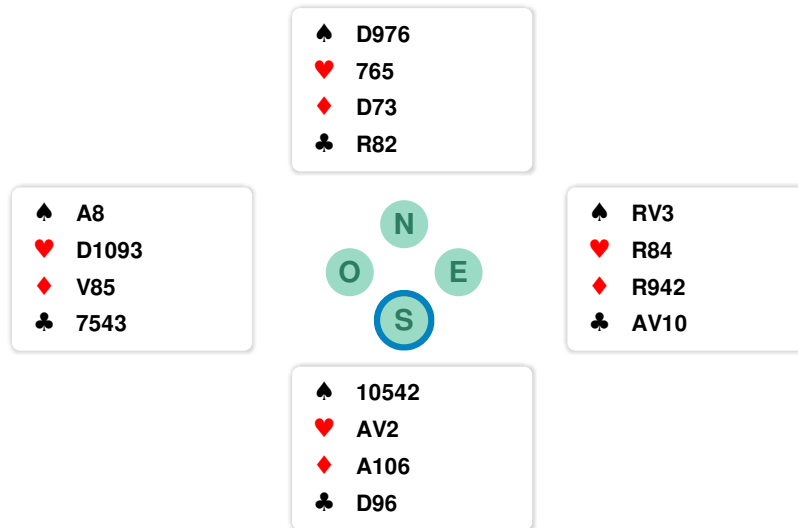 ♠ D976
♥ 765
♦ D73
♣ R82
♠ A8
♥ D1093
♦ V85
♣ 7543
N
O E
S
♠ RV3
♥ R84
♦ R942
♣ AV10
♠ 10542
♥ AV2
♦ A106
♣ D96